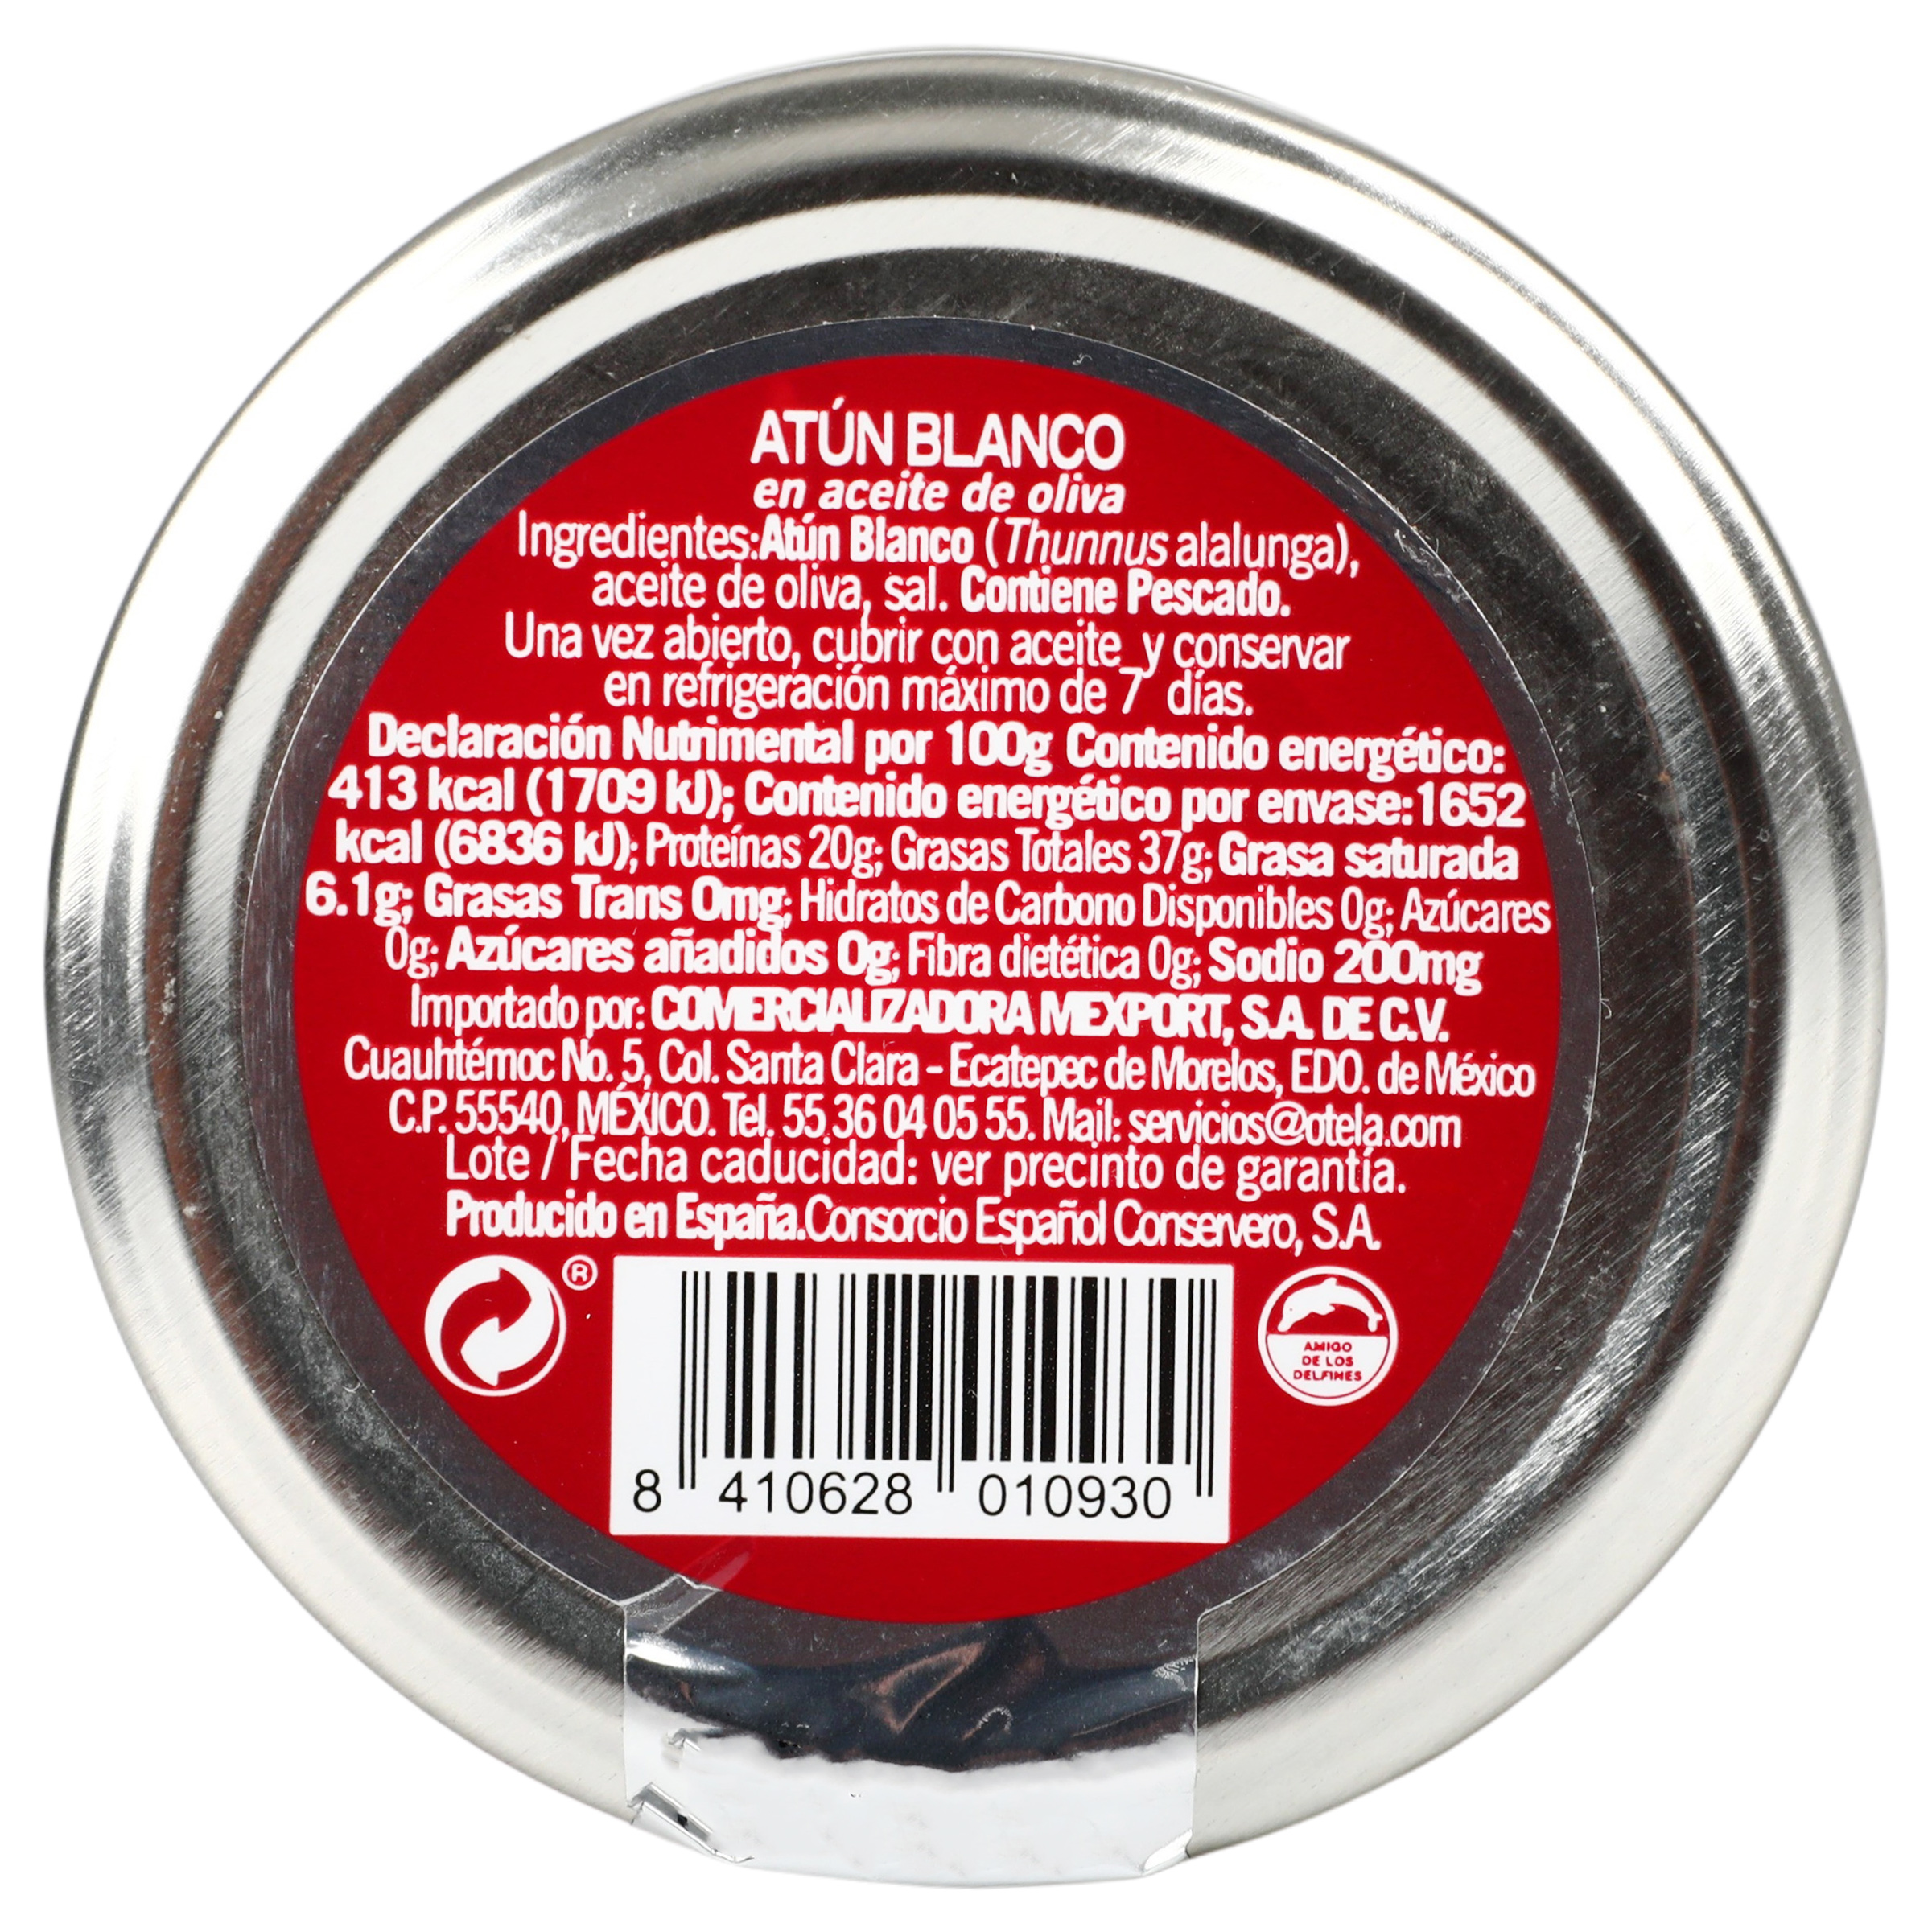 ATÚN BLANCO
en aceite de oliva
Ingredientes:Atún Blanco (Thunnus alalunga),
aceite de oliva, sal. Contiene Pescado.
Una vez abierto, cubrir con aceite y conservar
en refrigeración máximo de 7 días.
Declaración Nutrimental por 100g Contenido energético:
413 kcal (1709 kJ); Contenido energético por envase:1652
kcal (6836 kJ); Proteínas 20g; Grasas Totales 37g; Grasa saturada
6.1g; Grasas Trans 0mg; Hidratos de Carbono Disponibles 0g; Azúcares
0g; Azúcares añadidos 0g; Fibra dietética 0g; Sodio 200mg
Importado por: COMERCIALIZADORA MEXPORT, S.A. DE C.V.
Cuauhtémoc No. 5, Col. Santa Clara - Ecatepec de Morelos, EDO. de México
C.P. 55540, MÉXICO. Tel. 55 36 04 05 55. Mail: servicios@otela.com
Lote / Fecha caducidad: ver precinto de garantía.
Producido en España.Consorcio Español Conservero, S.A.
®
AMIGO
DE LOS
DELFINES
8 410628 010930